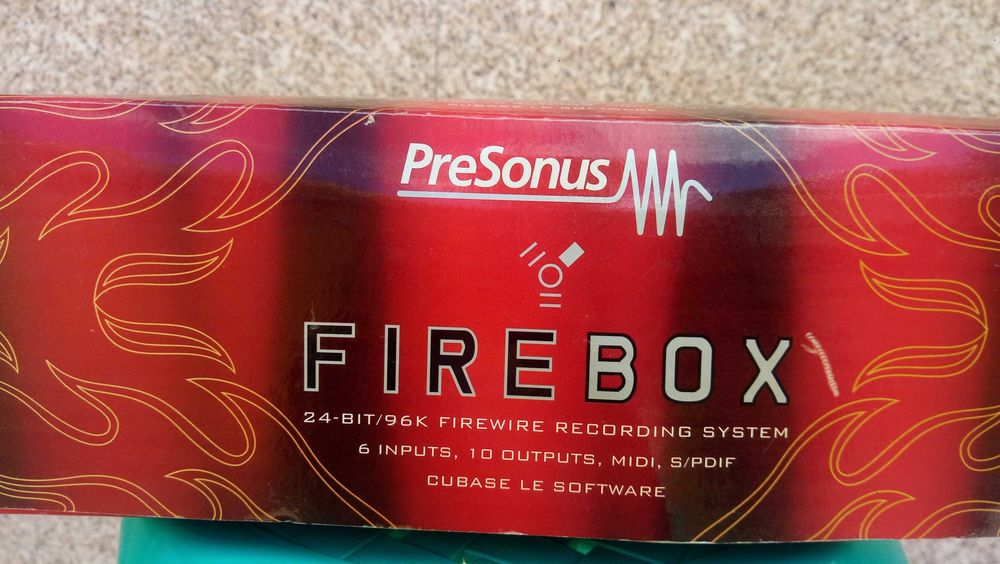 PreSonus
FIREBOX
24-BIT/96K FIREWIRE RECORDING SYSTEM
6 INPUTS, 10 OUTPUTS, MIDI, S/PDIF
CUBASE LE SOFTWARE